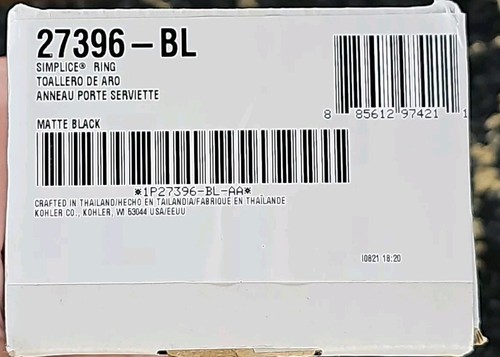 27396-BL
SIMPLICE® RING
TOALLERO DE ARO
ANNEAU PORTE SERVIETTE
8 85612 97421 1
MATTE BLACK
*1P27396-BL-AA*
CRAFTED IN THAILAND/HECHO EN TAILANDIA/FABRIQUÉ EN THAÏLANDE
KOHLER CO., KOHLER, WI 53044 USA/EEUU
I0821 18:20